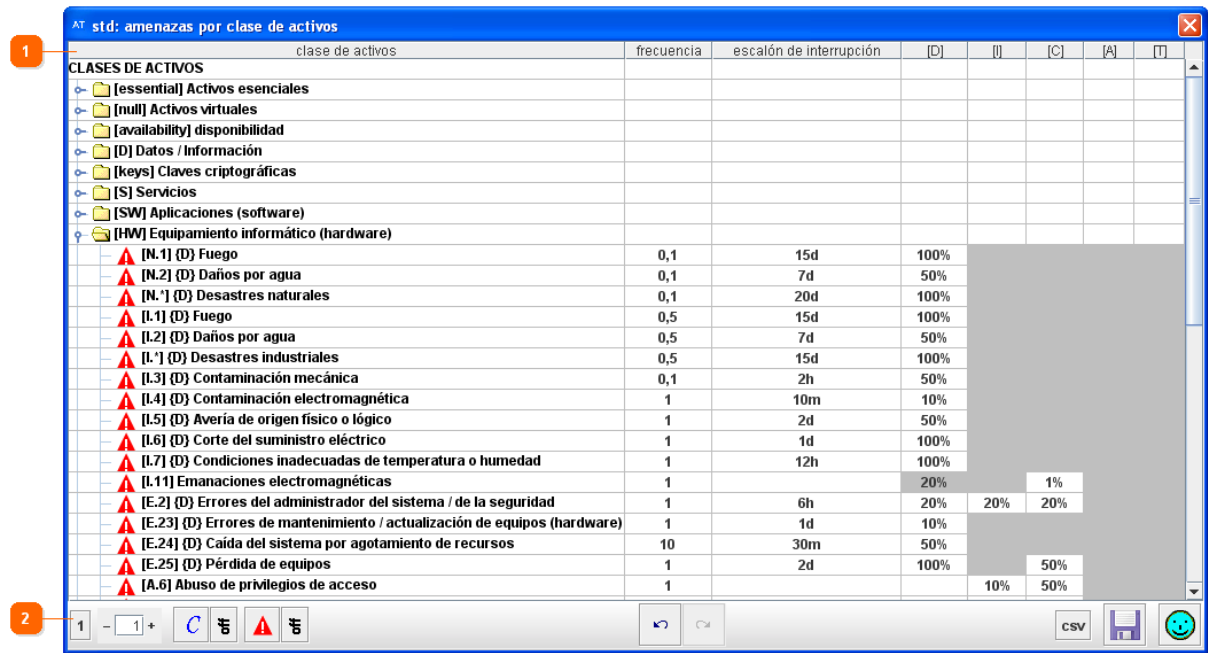 AT std: amenazas por clase de activos
1
clase de activos frecuencia escalón de interrupción [D] [I] [C] [A] [T]
CLASES DE ACTIVOS
[essential] Activos esenciales
[null] Activos virtuales
[availability] disponibilidad
[D] Datos / Información
[keys] Claves criptográficas
[S] Servicios
[SW] Aplicaciones (software)
[HW] Equipamiento informático (hardware)
[N.1] {D} Fuego 0,1 15d 100%
[N.2] {D} Daños por agua 0,1 7d 50%
[N.*] {D} Desastres naturales 0,1 20d 100%
[I.1] {D} Fuego 0,5 15d 100%
[I.2] {D} Daños por agua 0,5 7d 50%
[I.*] {D} Desastres industriales 0,5 15d 100%
[I.3] {D} Contaminación mecánica 0,1 2h 50%
[I.4] {D} Contaminación electromagnética 1 10m 10%
[I.5] {D} Avería de origen físico o lógico 1 2d 50%
[I.6] {D} Corte del suministro eléctrico 1 1d 100%
[I.7] {D} Condiciones inadecuadas de temperatura o humedad 1 12h 100%
[I.11] Emanaciones electromagnéticas 1 20% 1%
[E.2] {D} Errores del administrador del sistema / de la seguridad 1 6h 20% 20% 20%
[E.23] {D} Errores de mantenimiento / actualización de equipos (hardware) 1 1d 10%
[E.24] {D} Caída del sistema por agotamiento de recursos 10 30m 50%
[E.25] {D} Pérdida de equipos 1 2d 100% 50%
[A.6] Abuso de privilegios de acceso 1 10% 50%
2
1 - 1 + C csv